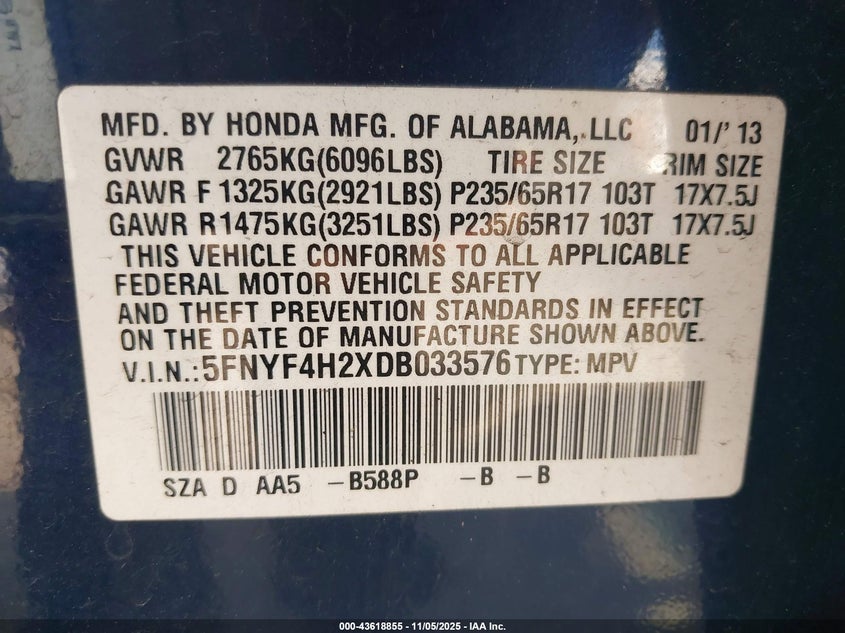 MFD. BY HONDA MFG. OF ALABAMA, LLC 01/' 13
GVWR 2765KG(6096LBS) TIRE SIZE RIM SIZE
GAWR F 1325KG(2921LBS) P235/65R17 103T 17X7.5J
GAWR R 1475KG(3251LBS) P235/65R17 103T 17X7.5J
THIS VEHICLE CONFORMS TO ALL APPLICABLE
FEDERAL MOTOR VEHICLE SAFETY
AND THEFT PREVENTION STANDARDS IN EFFECT
ON THE DATE OF MANUFACTURE SHOWN ABOVE.
V.I.N.:5FNYF4H2XDB033576 TYPE: MPV
SZA D AA5 -B588P -B -B
000-43618855 - 11/05/2025 - IAA Inc.